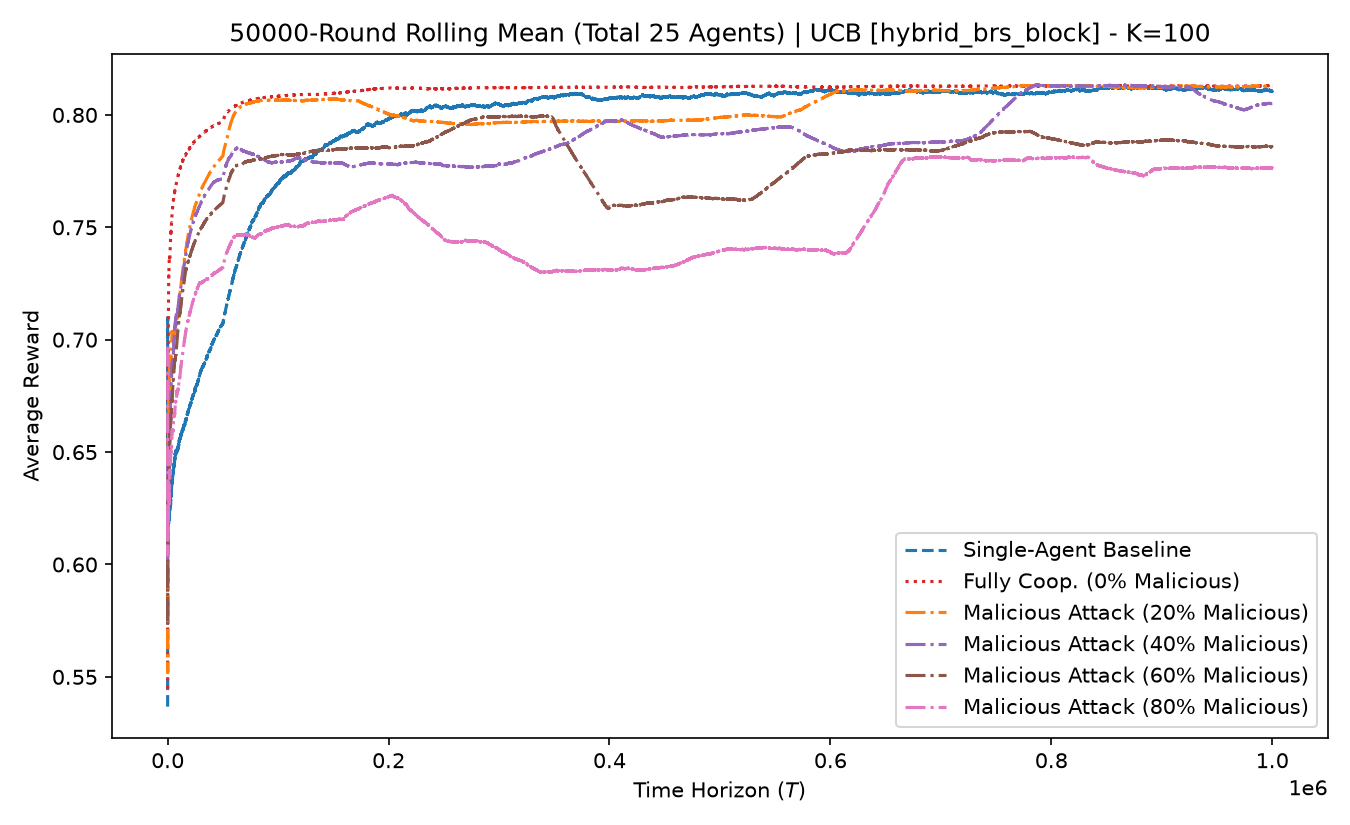 50000-Round Rolling Mean (Total 25 Agents) | UCB [hybrid_brs_block] - K=100
Average Reward
0.80
0.75
0.70
0.65
0.60
0.55
Single-Agent Baseline
Fully Coop. (0% Malicious)
Malicious Attack (20% Malicious)
Malicious Attack (40% Malicious)
Malicious Attack (60% Malicious)
Malicious Attack (80% Malicious)
0.0 0.2 0.4 0.6 0.8 1.0
1e6
Time Horizon (T)